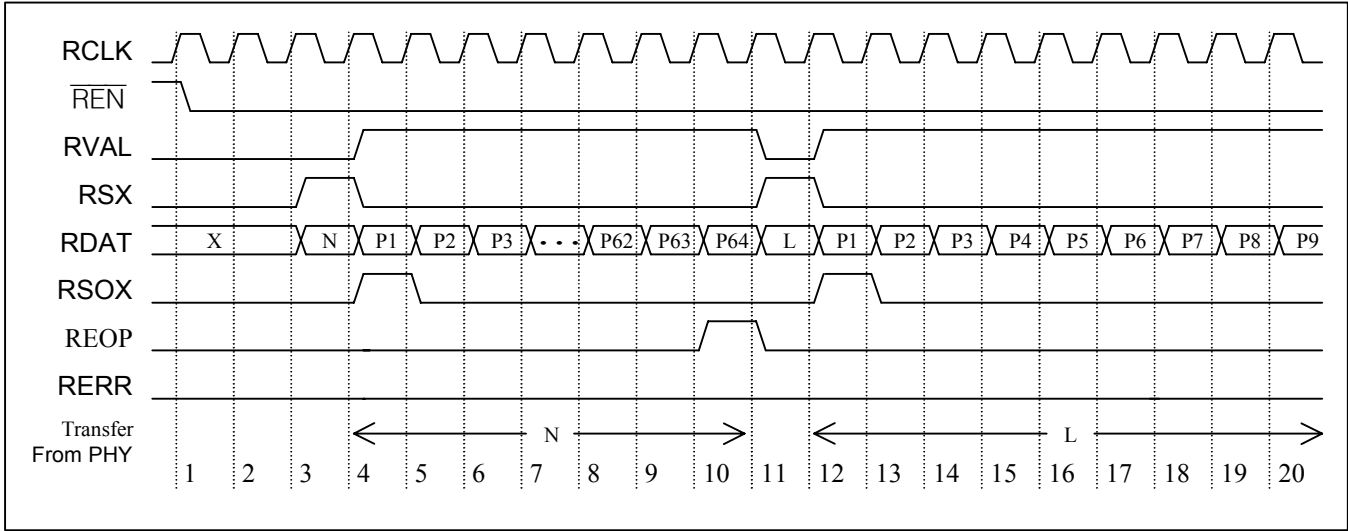 RCLK
REN
RVAL
RSX
RDAT X N P1 P2 P3 • • • P62 P63 P64 L P1 P2 P3 P4 P5 P6 P7 P8 P9
RSOX
REOP
RERR
Transfer N L
From PHY
1 2 3 4 5 6 7 8 9 10 11 12 13 14 15 16 17 18 19 20